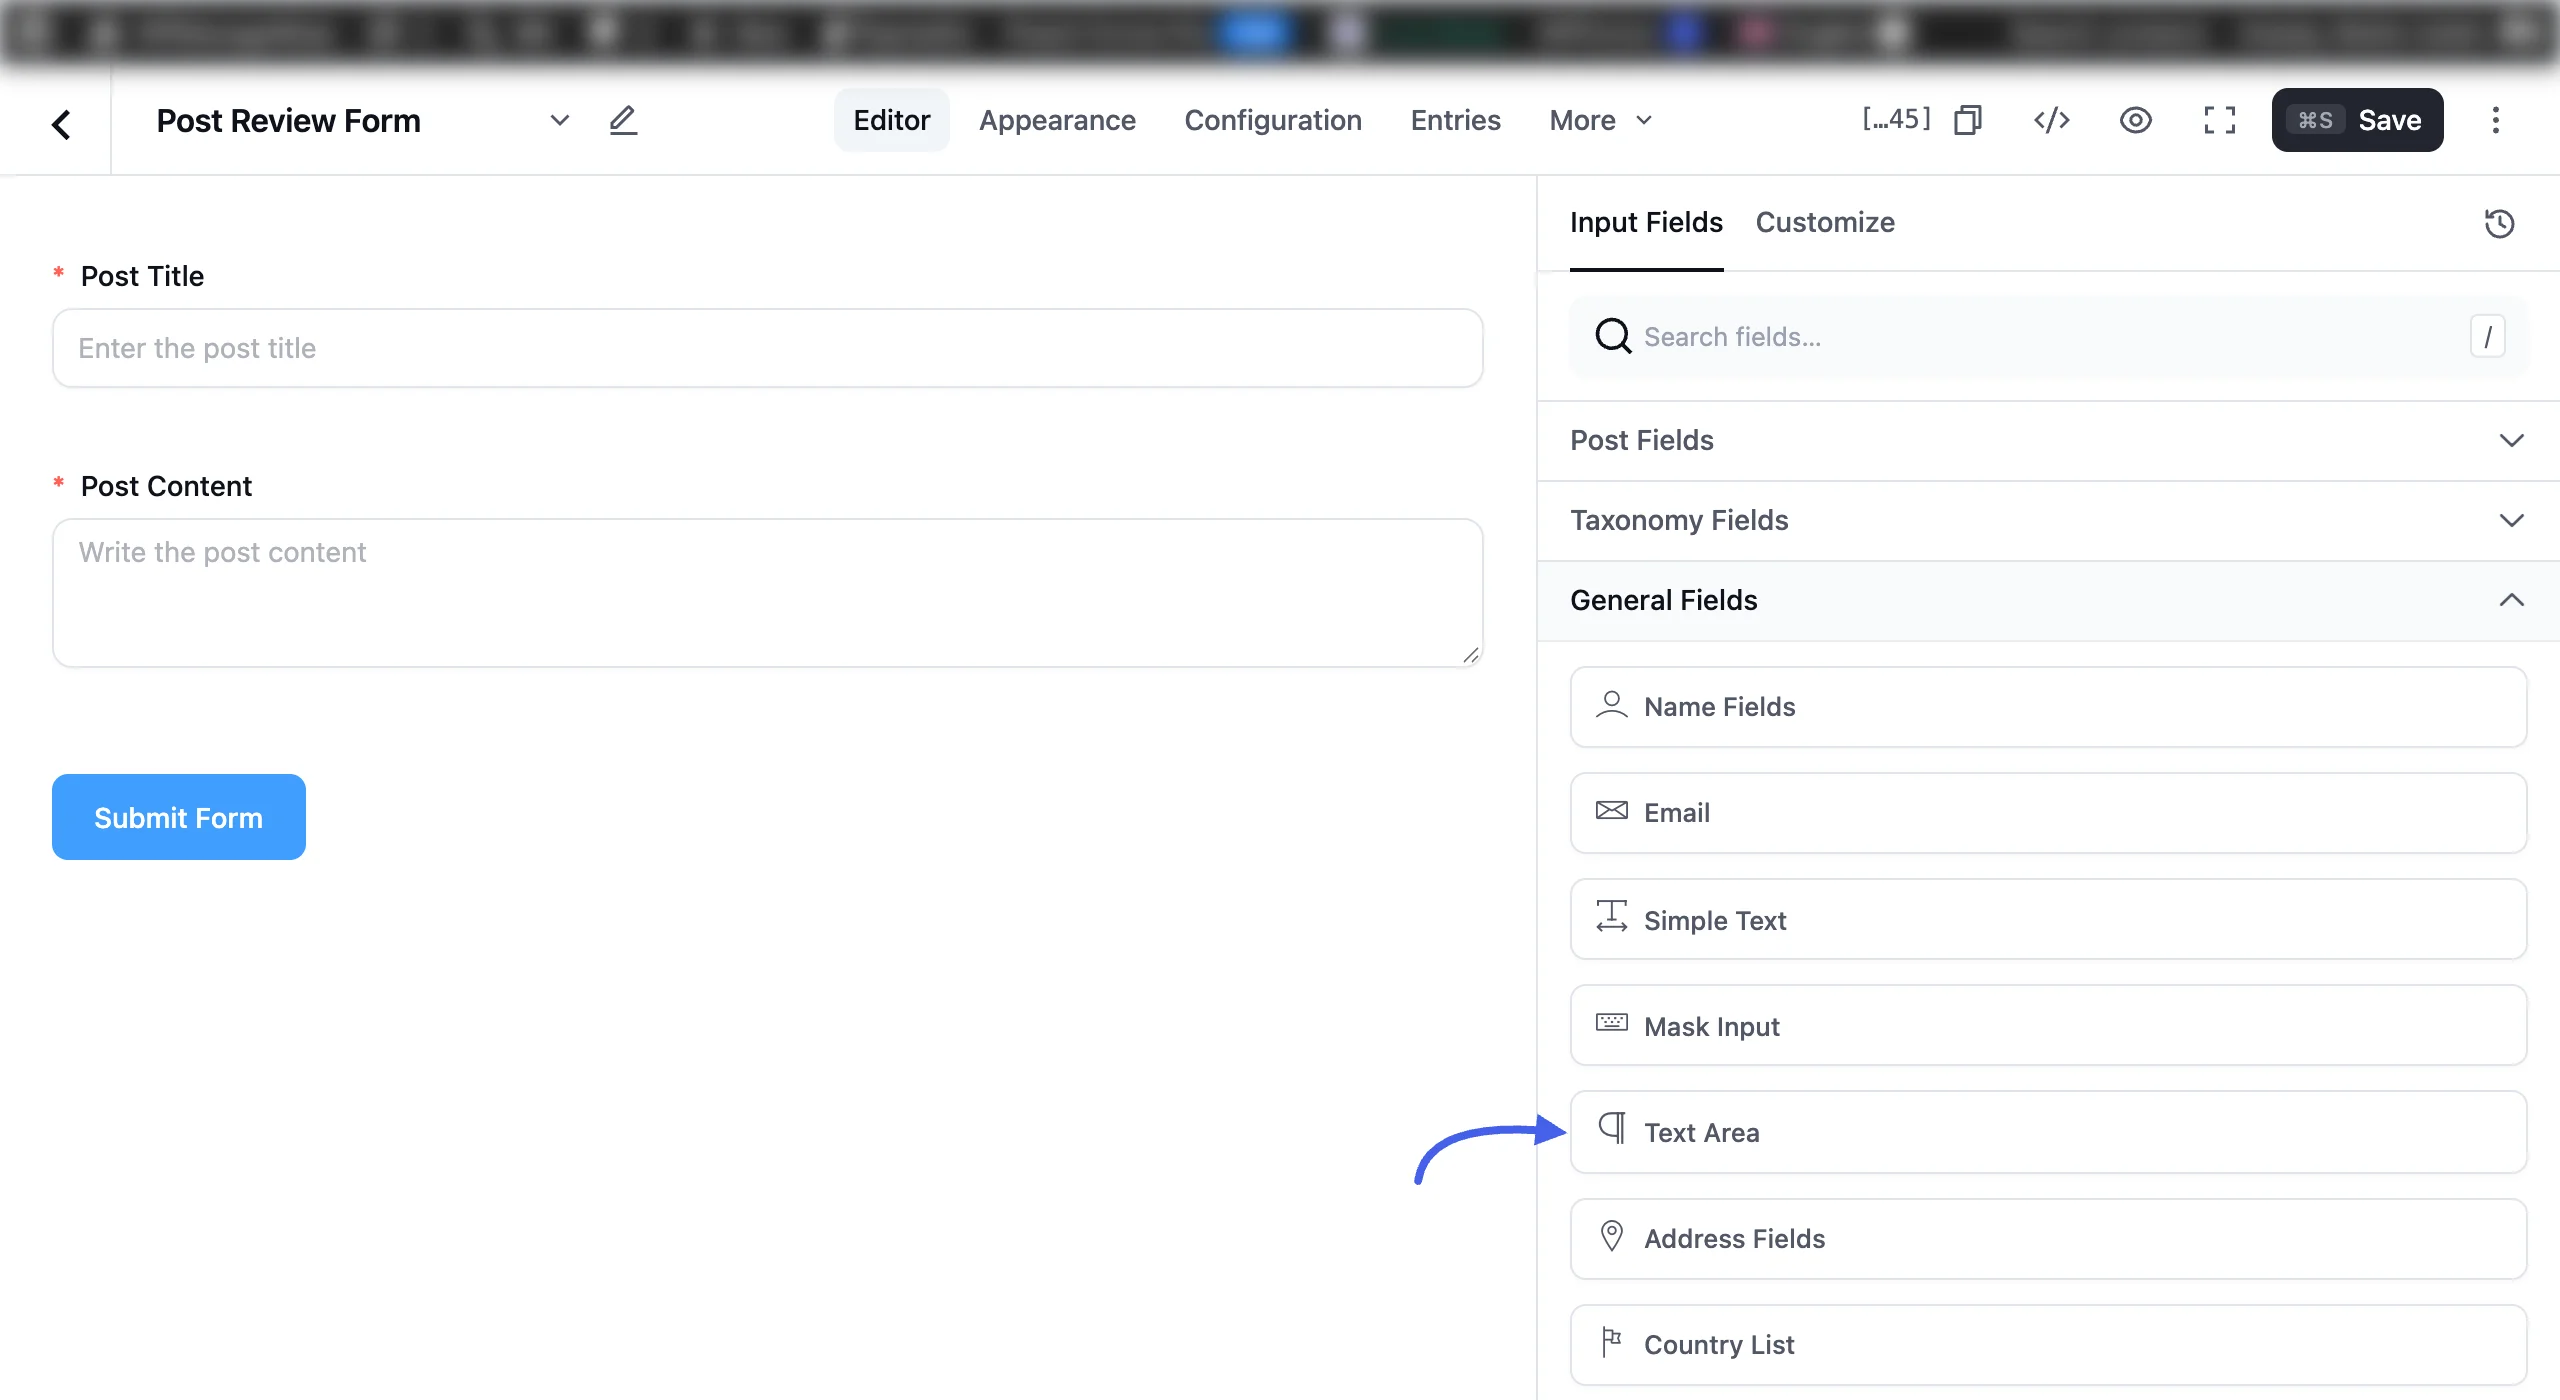 Post Review Form
Editor Appearance Configuration Entries More
[...45]
⌘S Save
* Post Title
Enter the post title
* Post Content
Write the post content
Submit Form
Input Fields Customize
Search fields... /
Post Fields
Taxonomy Fields
General Fields
Name Fields
Email
Simple Text
Mask Input
Text Area
Address Fields
Country List